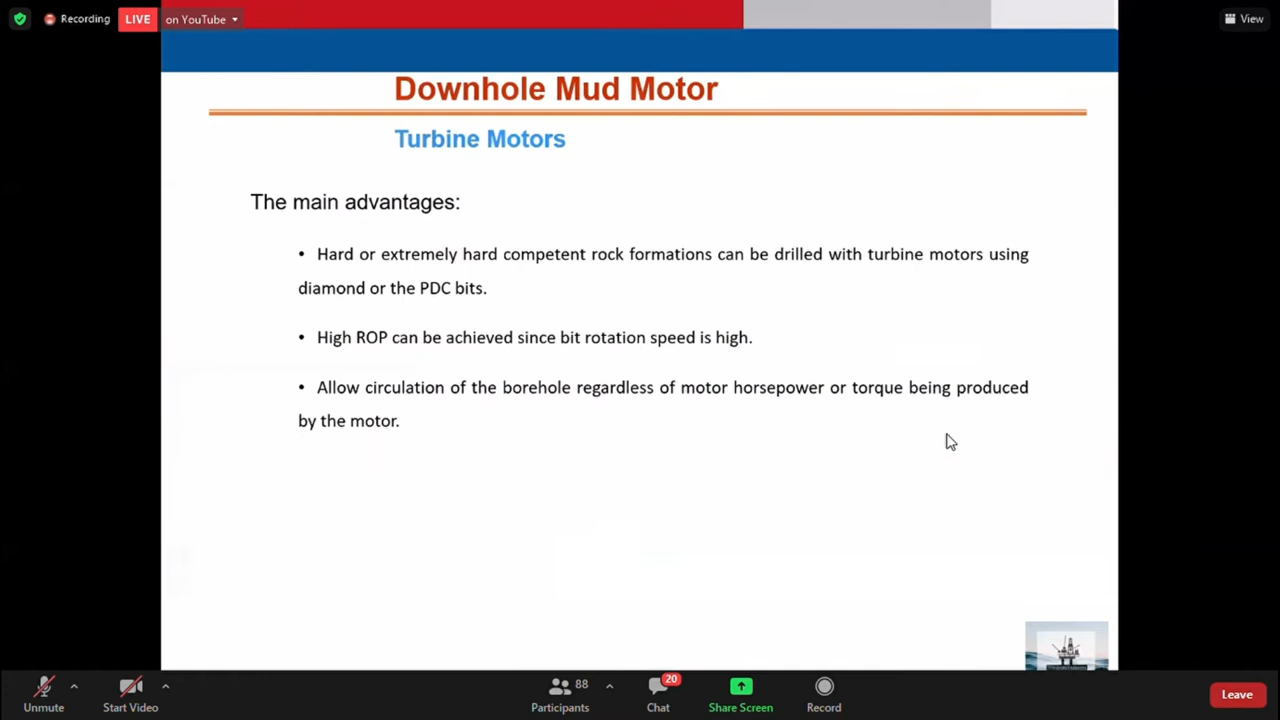 Recording LIVE on YouTube View
Downhole Mud Motor
Turbine Motors
The main advantages:
• Hard or extremely hard competent rock formations can be drilled with turbine motors using
diamond or the PDC bits.
• High ROP can be achieved since bit rotation speed is high.
• Allow circulation of the borehole regardless of motor horsepower or torque being produced
by the motor.
88 20
Unmute Start Video Participants Chat Share Screen Record Leave